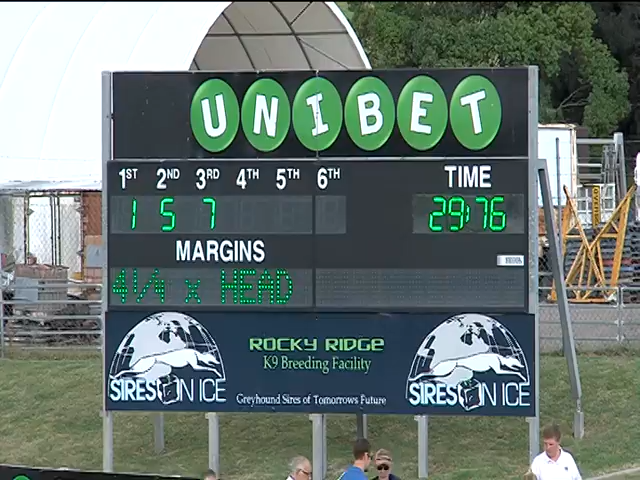 UNIBET
1ST 2ND 3RD 4TH 5TH 6TH TIME
1 5 7 29:76
MARGINS
4 1/4 x HEAD
ROCKY RIDGE
K9 Breeding Facility
SIRES ON ICE Greyhound Sires of Tomorrows Future SIRES ON ICE